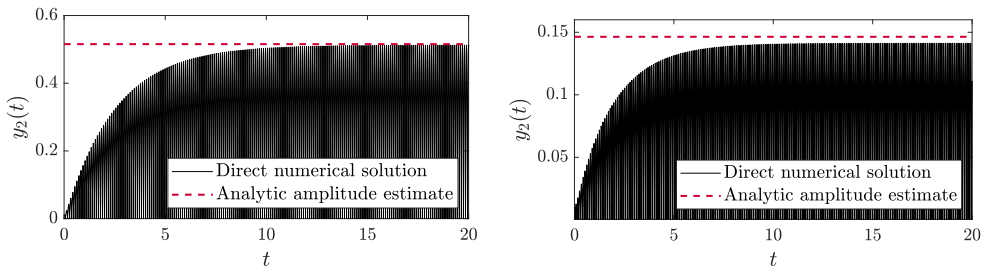 0.6
0.4
0.2
0
y₂(t)
Direct numerical solution
Analytic amplitude estimate
0 5 10 15 20
t
0.15
0.1
0.05
y₂(t)
Direct numerical solution
Analytic amplitude estimate
0 5 10 15 20
t